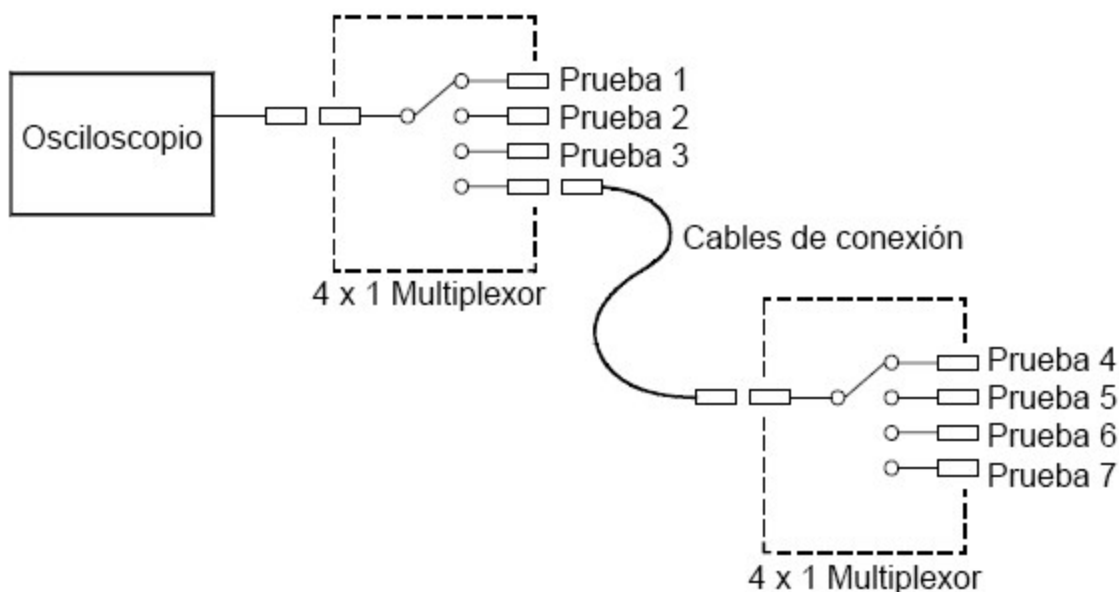 Osciloscopio
Prueba 1
Prueba 2
Prueba 3
4 x 1 Multiplexor
Cables de conexión
Prueba 4
Prueba 5
Prueba 6
Prueba 7
4 x 1 Multiplexor